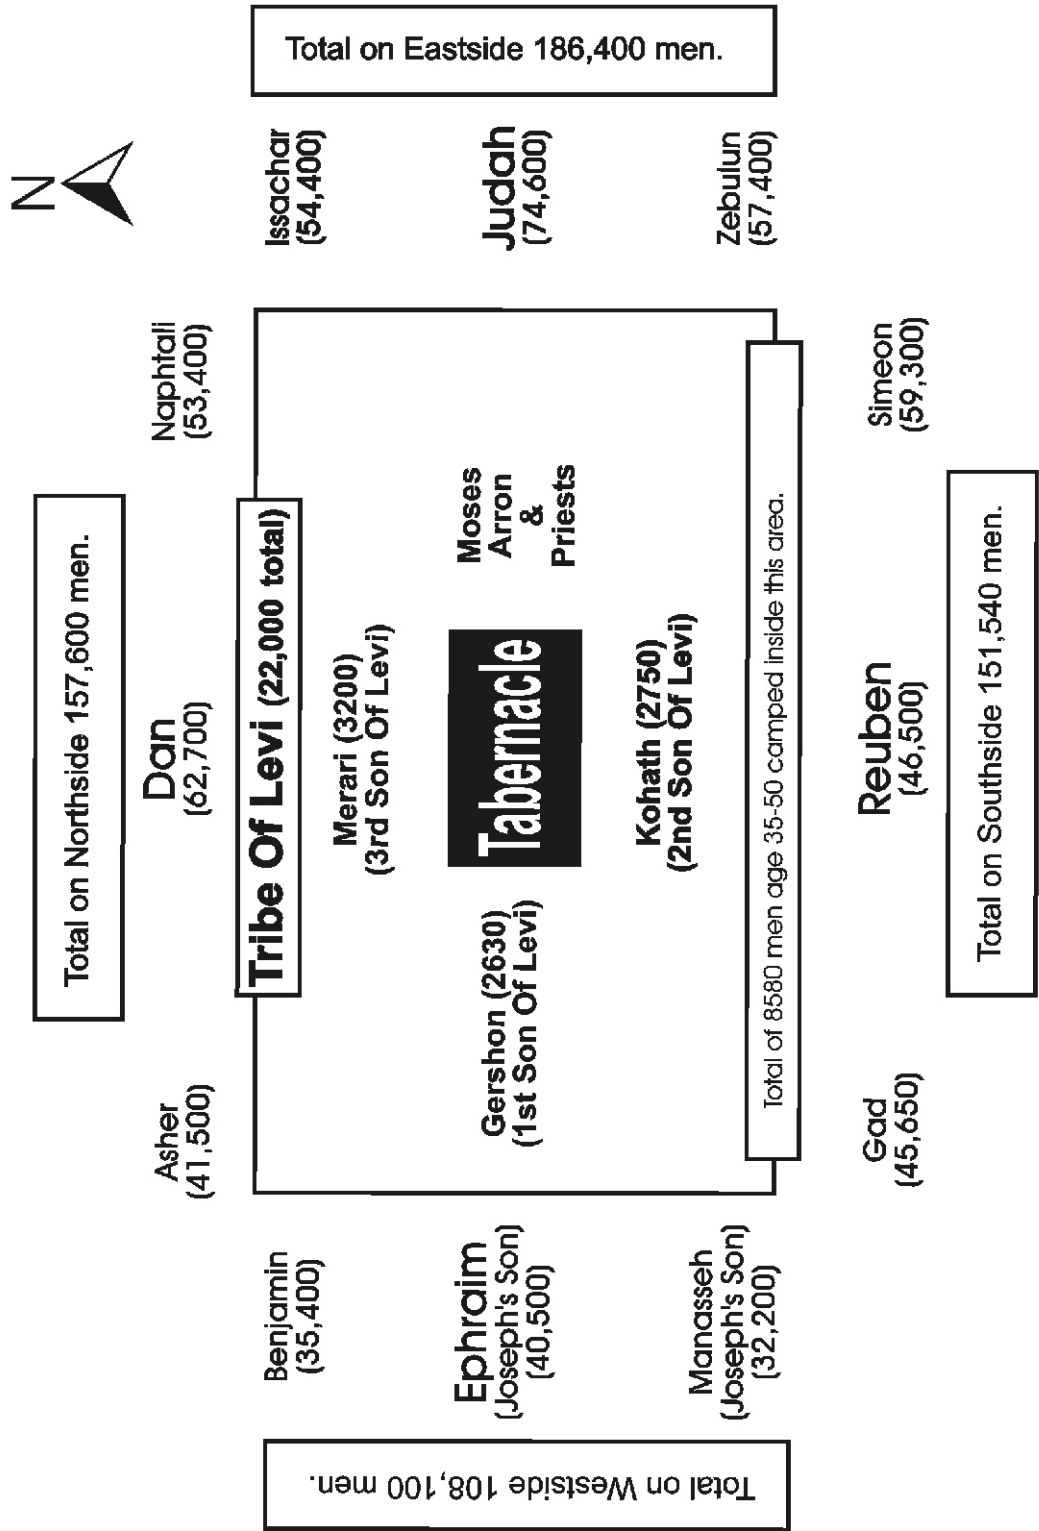 N
Total on Northside 157,600 men.
Asher
(41,500)
Dan
(62,700)
Naphtali
(53,400)
Tribe Of Levi (22,000 total)
Total on Westside 108,100 men.
Benjamin
(35,400)
Ephraim
(Joseph's Son)
(40,500)
Manasseh
(Joseph's Son)
(32,200)
Merari (3200)
(3rd Son Of Levi)
Gershon (2630)
(1st Son Of Levi)
Tabernacle
Moses
Arron
&
Priests
Kohath (2750)
(2nd Son Of Levi)
Total of 8580 men age 35-50 camped inside this area.
Issachar
(54,400)
Judah
(74,600)
Zebulun
(57,400)
Total on Eastside 186,400 men.
Gad
(45,650)
Reuben
(46,500)
Simeon
(59,300)
Total on Southside 151,540 men.